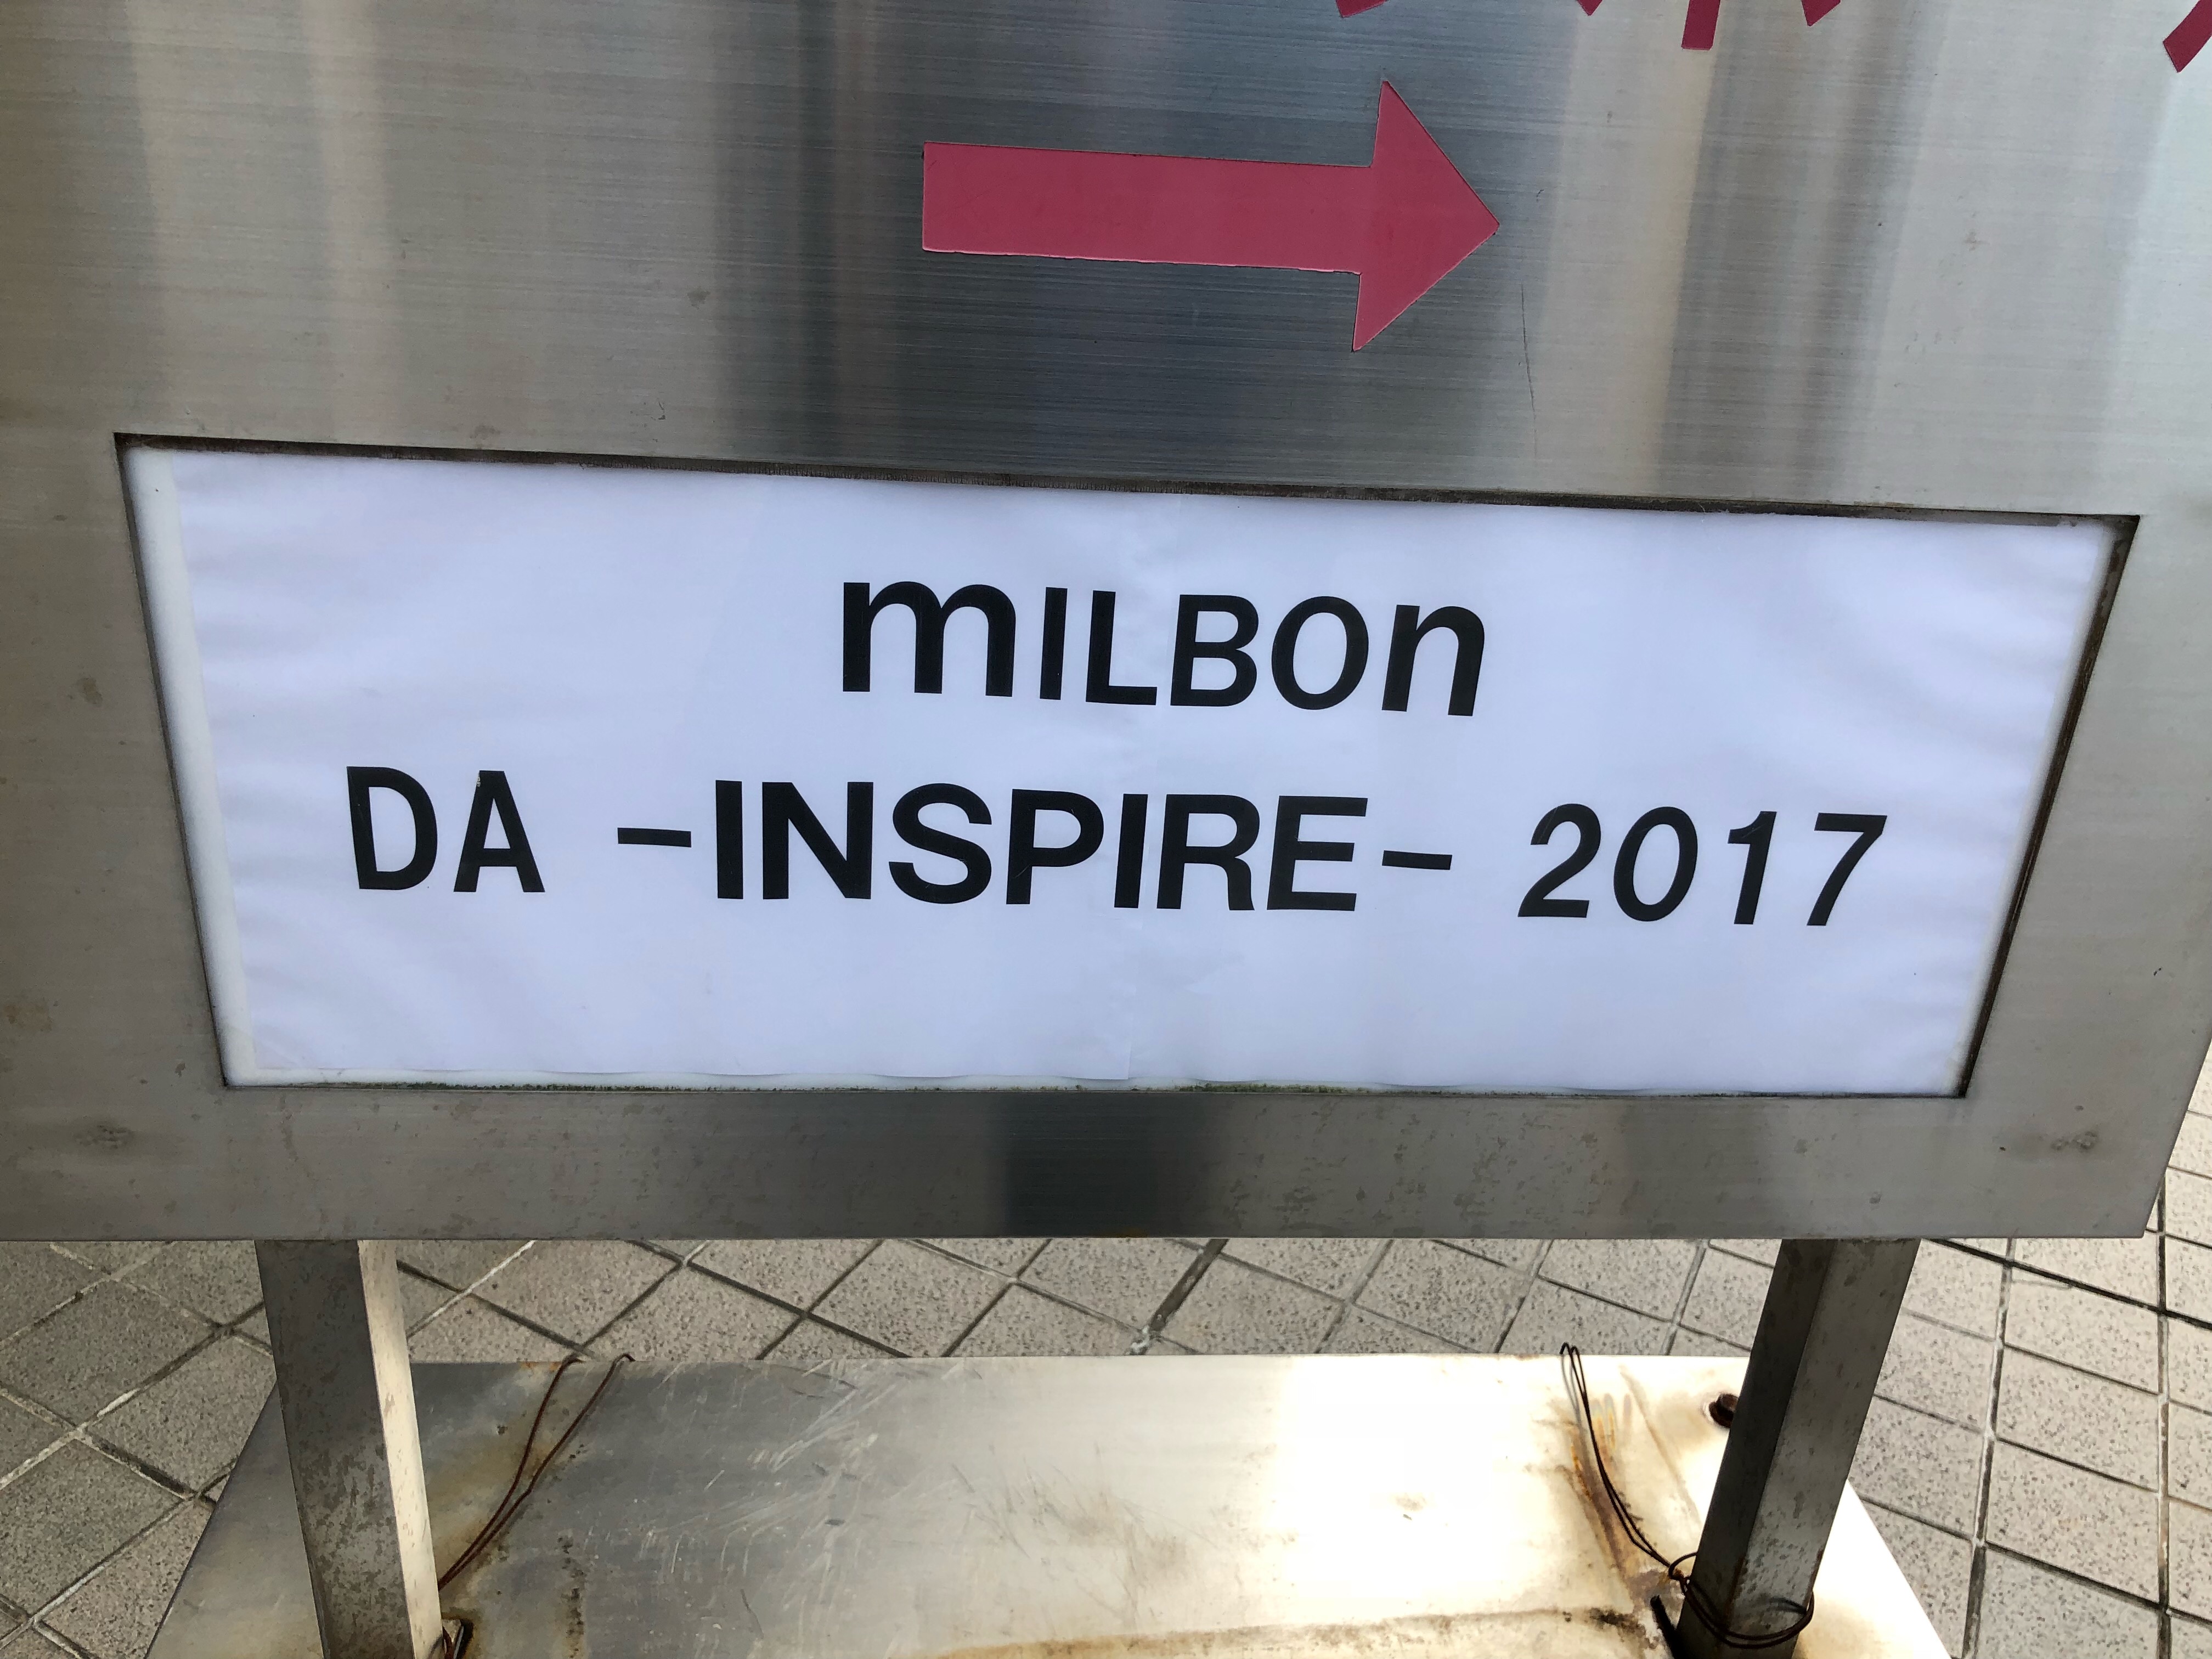 mILBOn
DA -INSPIRE- 2017